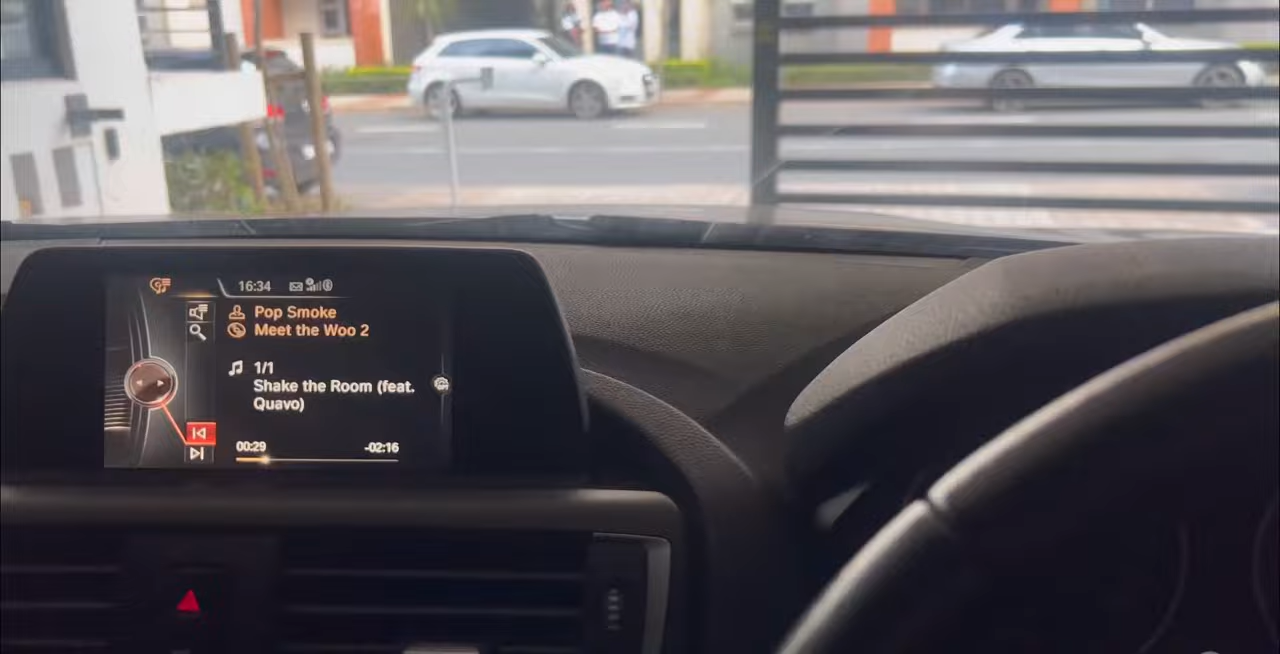 16:34
Pop Smoke
Meet the Woo 2
1/1
Shake the Room (feat.
Quavo)
00:29 -02:16